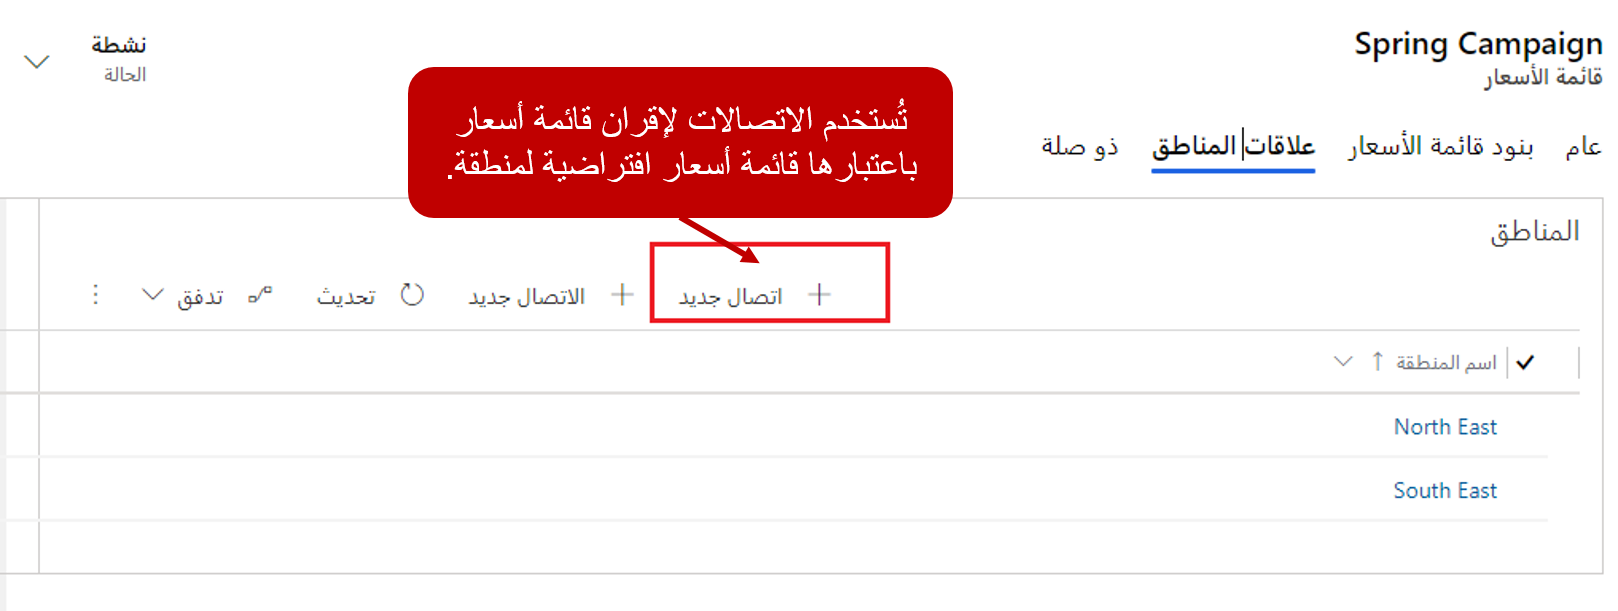 Spring Campaign
قائمة الأسعار
نشطة
الحالة
تُستخدم الاتصالات لإقران قائمة أسعار
باعتبارها قائمة أسعار افتراضية لمنطقة.
عام بنود قائمة الأسعار علاقات المناطق ذو صلة
المناطق
اتصال جديد الاتصال جديد تحديث تدفق
اسم المنطقة
North East
South East